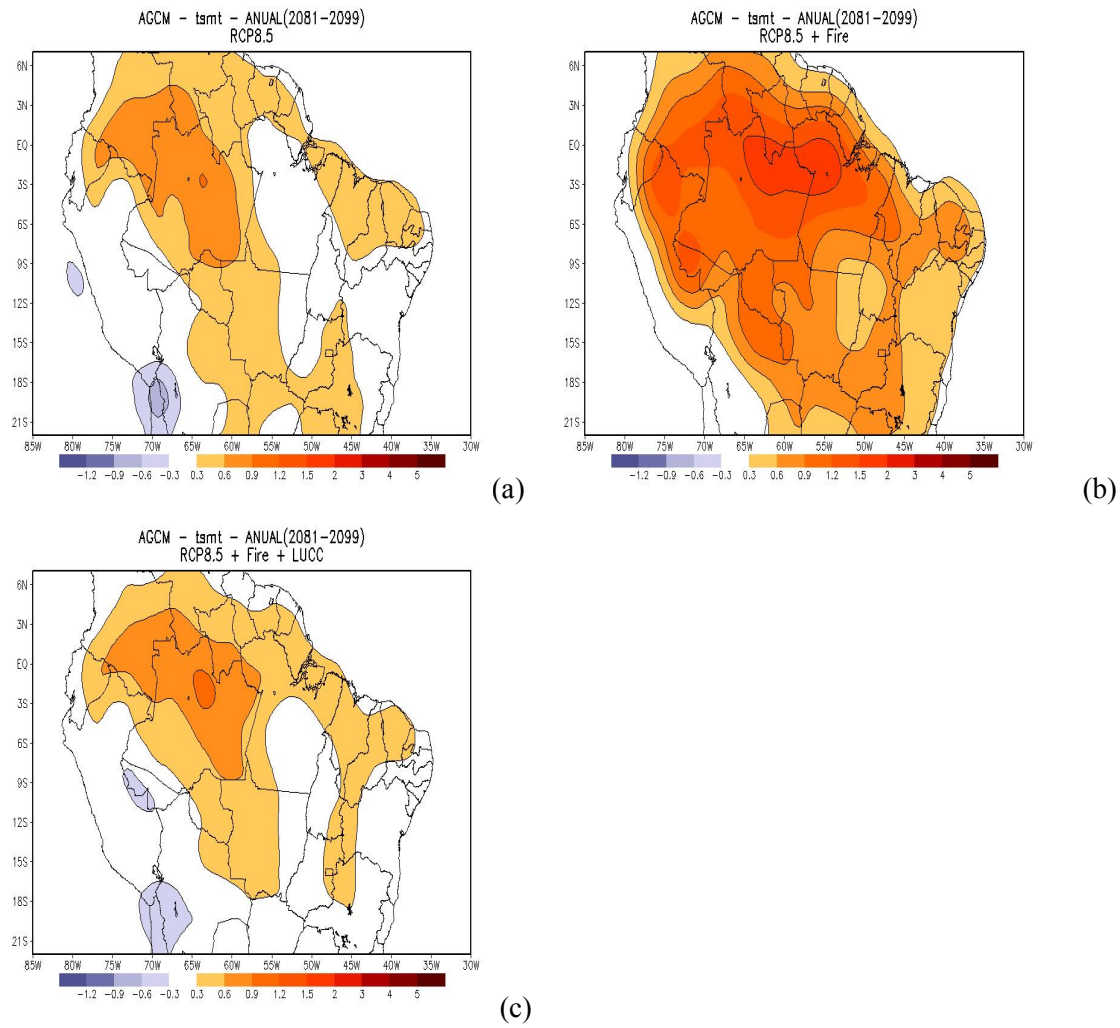 AGCM – tsmt – ANUAL(2081–2099)
RCP8.5
6N
3N
EQ
3S
6S
9S
12S
15S
18S
21S
85W 80W 75W 70W 65W 60W 55W 50W 45W 40W 35W 30W
−1.2 −0.9 −0.6 −0.3 0.3 0.6 0.9 1.2 1.5 2 3 4 5
(a)
AGCM – tsmt – ANUAL(2081–2099)
RCP8.5 + Fire
6N
3N
EQ
3S
6S
9S
12S
15S
18S
21S
85W 80W 75W 70W 65W 60W 55W 50W 45W 40W 35W 30W
−1.2 −0.9 −0.6 −0.3 0.3 0.6 0.9 1.2 1.5 2 3 4 5
(b)
AGCM – tsmt – ANUAL(2081–2099)
RCP8.5 + Fire + LUCC
6N
3N
EQ
3S
6S
9S
12S
15S
18S
21S
85W 80W 75W 70W 65W 60W 55W 50W 45W 40W 35W 30W
−1.2 −0.9 −0.6 −0.3 0.3 0.6 0.9 1.2 1.5 2 3 4 5
(c)